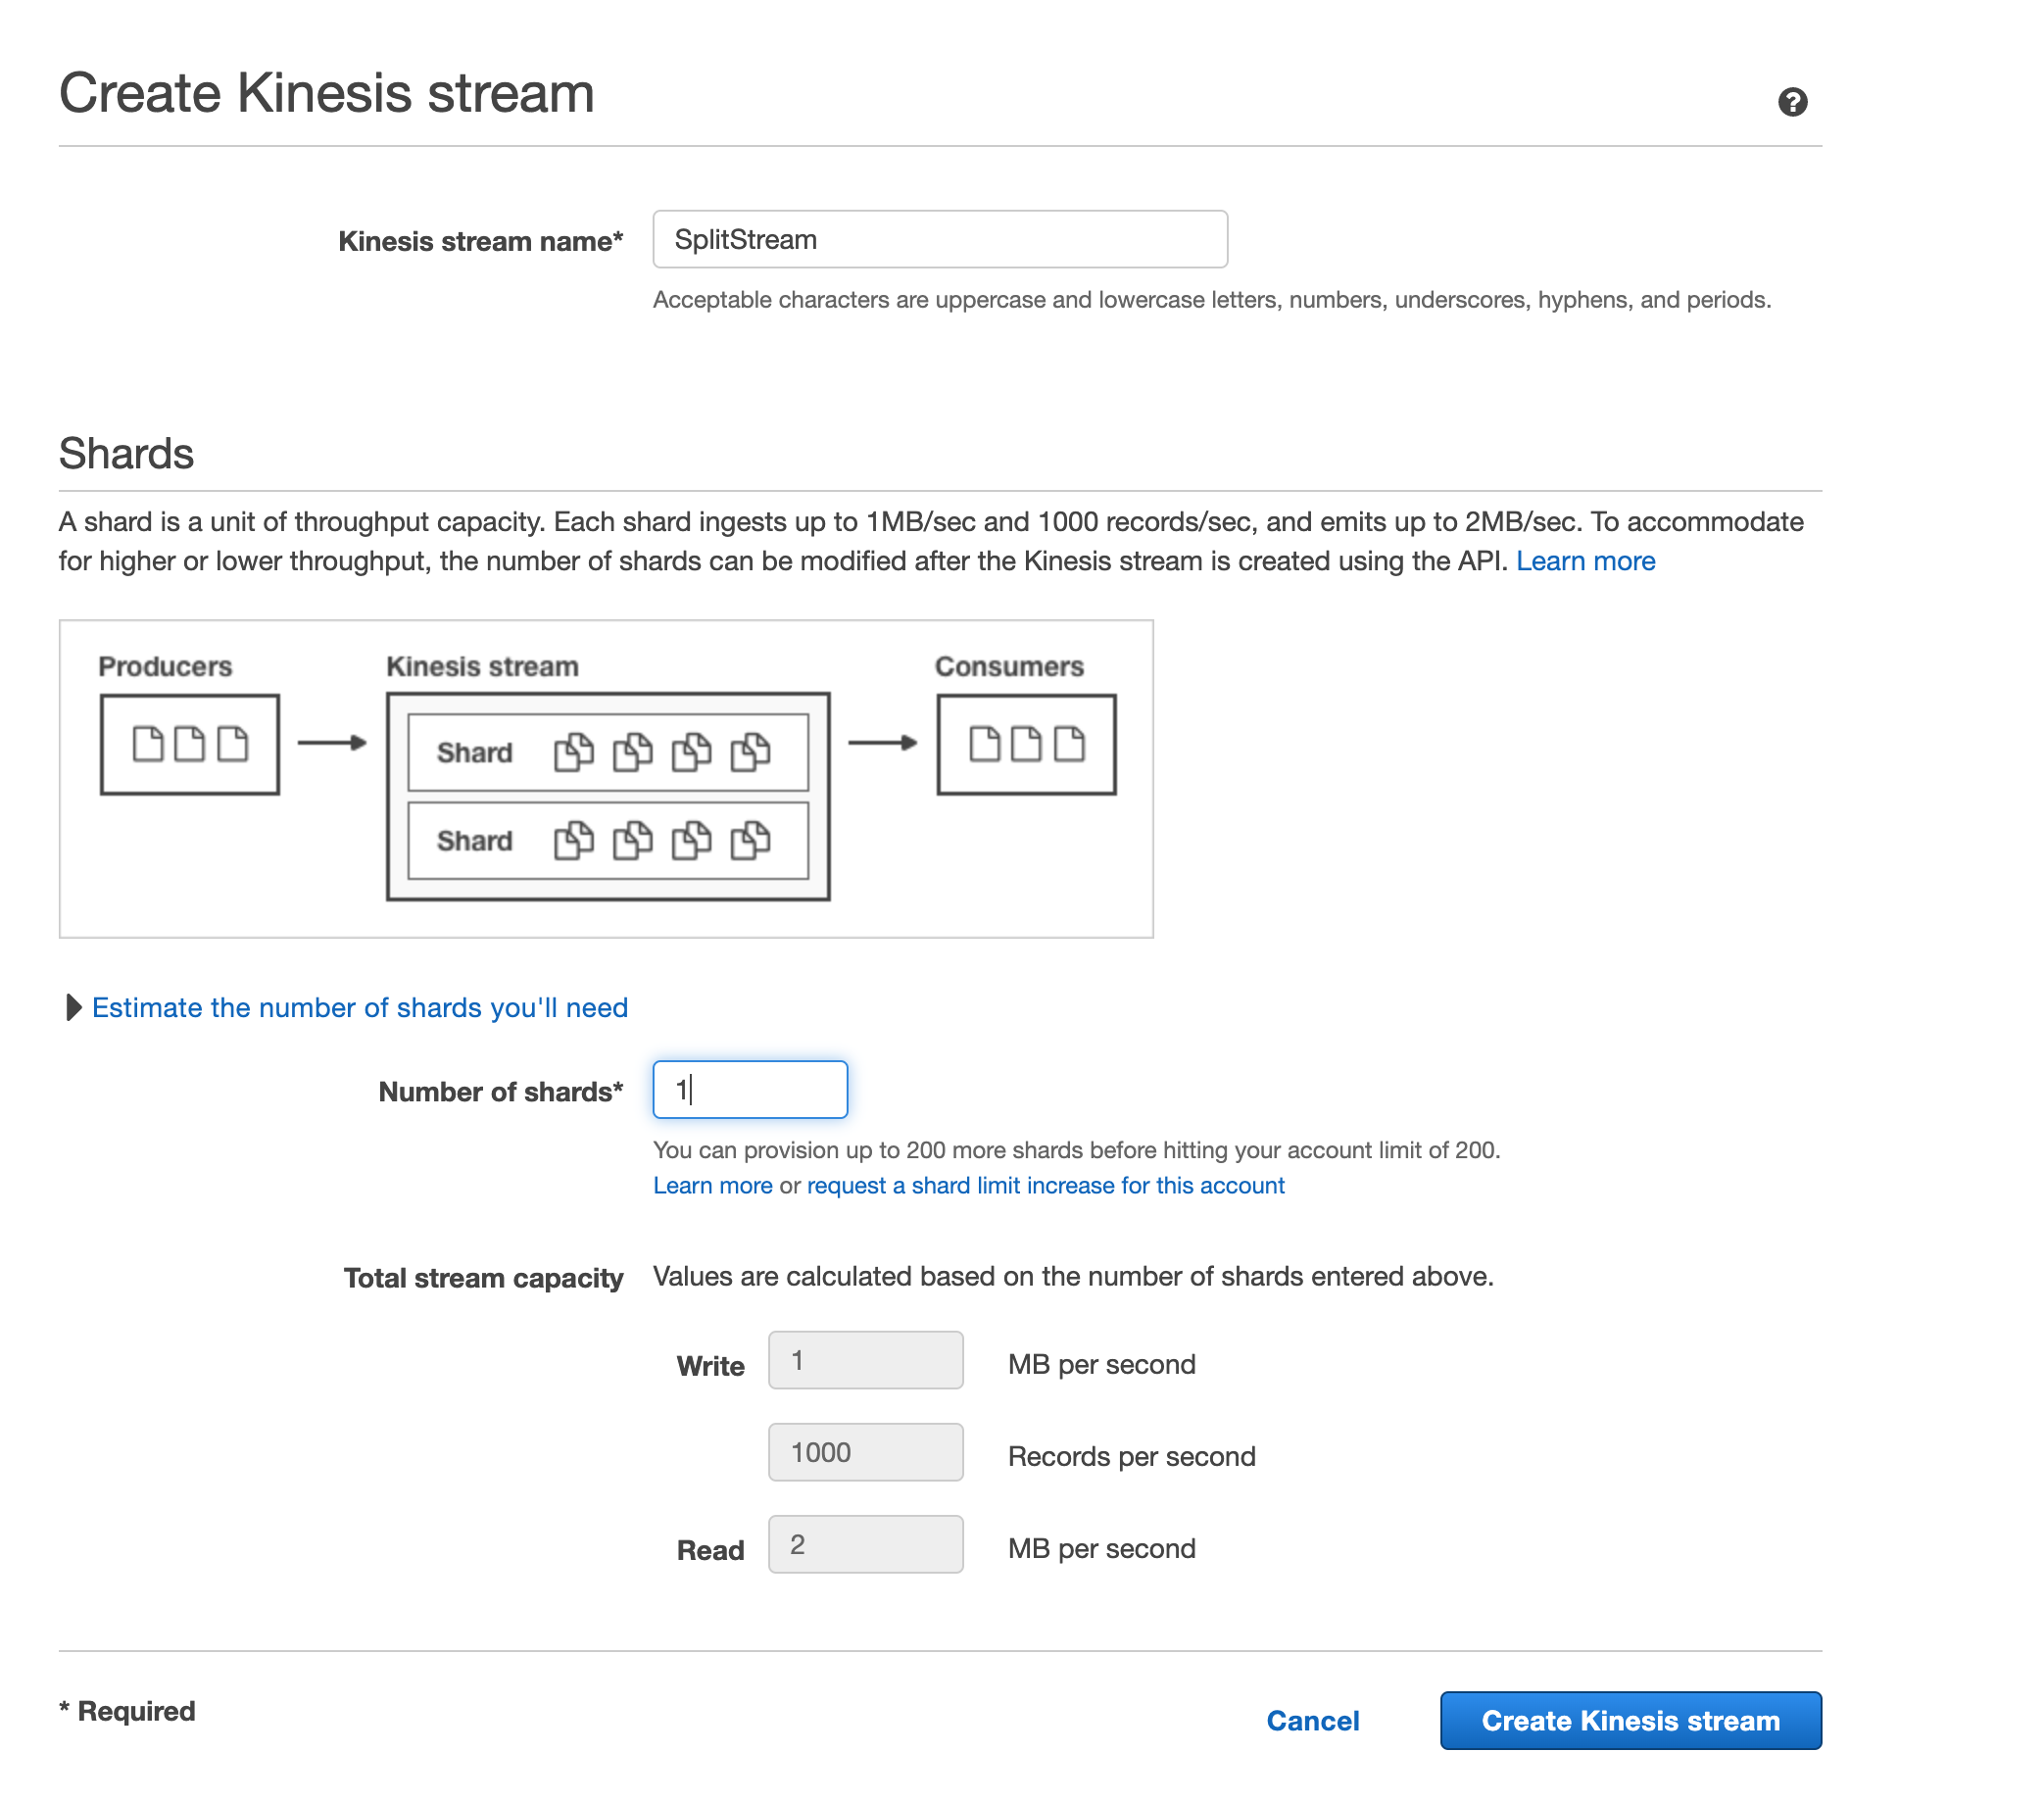 Create Kinesis stream
Kinesis stream name*
SplitStream
Acceptable characters are uppercase and lowercase letters, numbers, underscores, hyphens, and periods.
Shards
A shard is a unit of throughput capacity. Each shard ingests up to 1MB/sec and 1000 records/sec, and emits up to 2MB/sec. To accommodate
for higher or lower throughput, the number of shards can be modified after the Kinesis stream is created using the API. Learn more
Producers
Kinesis stream
Consumers
Shard
Shard
Estimate the number of shards you'll need
Number of shards*
1
You can provision up to 200 more shards before hitting your account limit of 200.
Learn more or request a shard limit increase for this account
Total stream capacity
Values are calculated based on the number of shards entered above.
Write
1
MB per second
1000
Records per second
Read
2
MB per second
* Required
Cancel
Create Kinesis stream